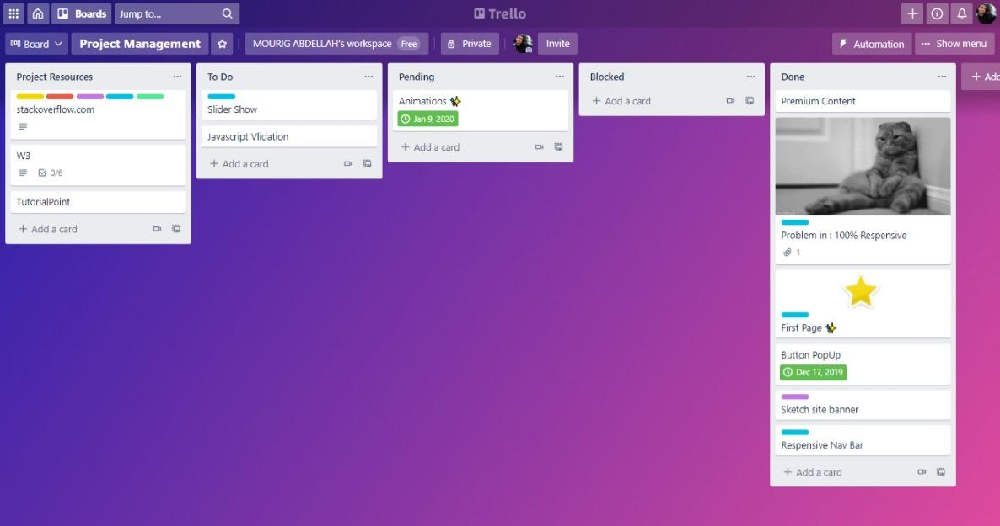 Boards
Jump to...
Trello
Board
Project Management
MOURIG ABDELLAH's workspace Free
Private
Invite
Automation
Show menu
Project Resources
stackoverflow.com
W3
0/6
TutorialPoint
+ Add a card
To Do
Slider Show
Javascript Vlidation
+ Add a card
Pending
Animations ✨
Jan 9, 2020
+ Add a card
Blocked
+ Add a card
Done
Premium Content
Problem in : 100% Responsive
1
First Page ✨
Button PopUp
Dec 17, 2019
Sketch site banner
Responsive Nav Bar
+ Add a card
+ Add